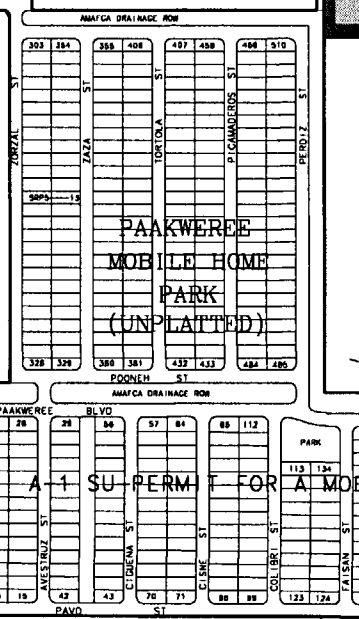 AMAFCA DRAINAGE ROW
303 354 355 406 407 458 459 510
ZORZAL ST
ZAZA ST
TORTOLA ST
PICAMADEROS ST
PERDIZ ST
PAAKWEREE
MOBILE HOME
PARK
(UNPLATTED)
328 329 380 381 432 433 484 485
POONEH ST
AMAFCA DRAINAGE ROW
PAAKWEREE BLVD
28 29 56 57 84 85 112
PARK
113 134
A-1 SU PERMIT FOR A MOB
AVESTRUZ ST
CIGUENA ST
CISNE ST
COLIBRI ST
FAISAN ST
15 42 43 70 71 98 99 123 124
PAVO ST